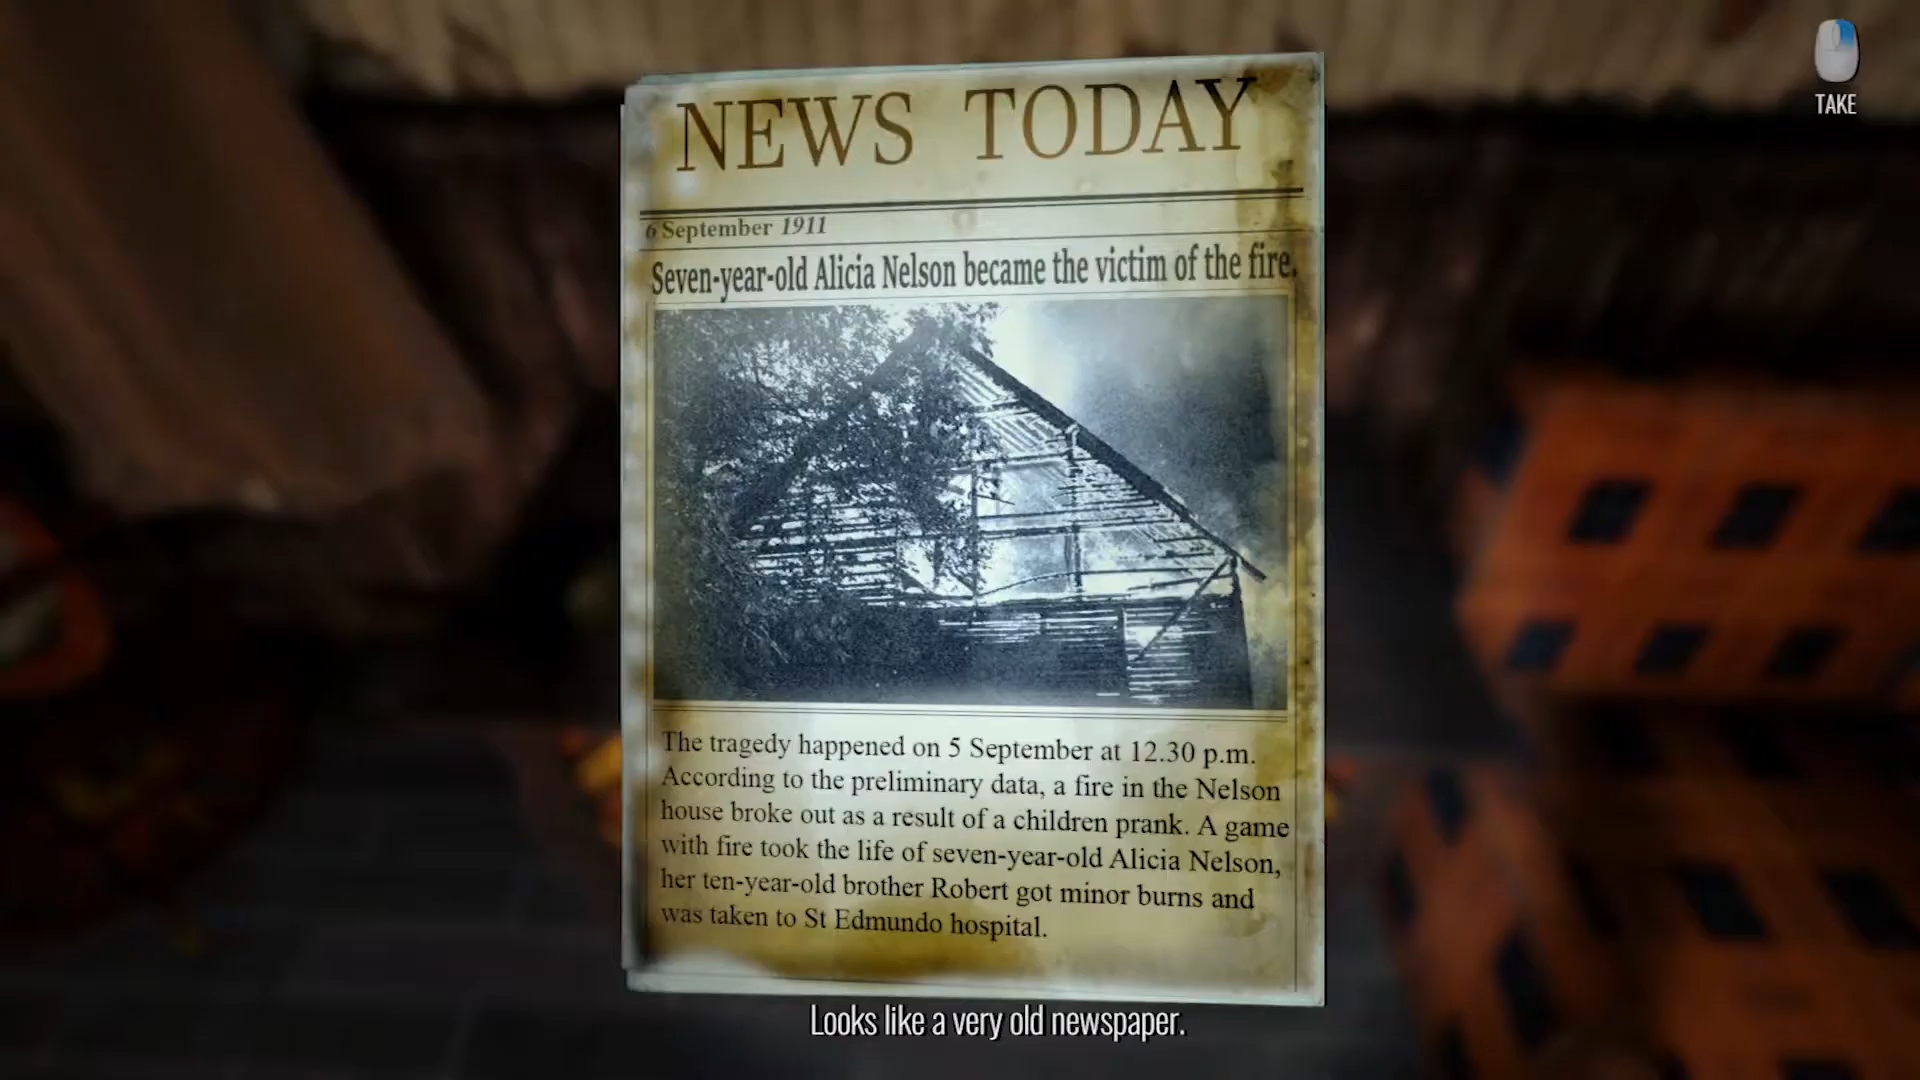 TAKE
NEWS TODAY
6 September 1911
Seven-year-old Alicia Nelson became the victim of the fire.
The tragedy happened on 5 September at 12.30 p.m.
According to the preliminary data, a fire in the Nelson
house broke out as a result of a children prank. A game
with fire took the life of seven-year-old Alicia Nelson,
her ten-year-old brother Robert got minor burns and
was taken to St Edmundo hospital.
Looks like a very old newspaper.